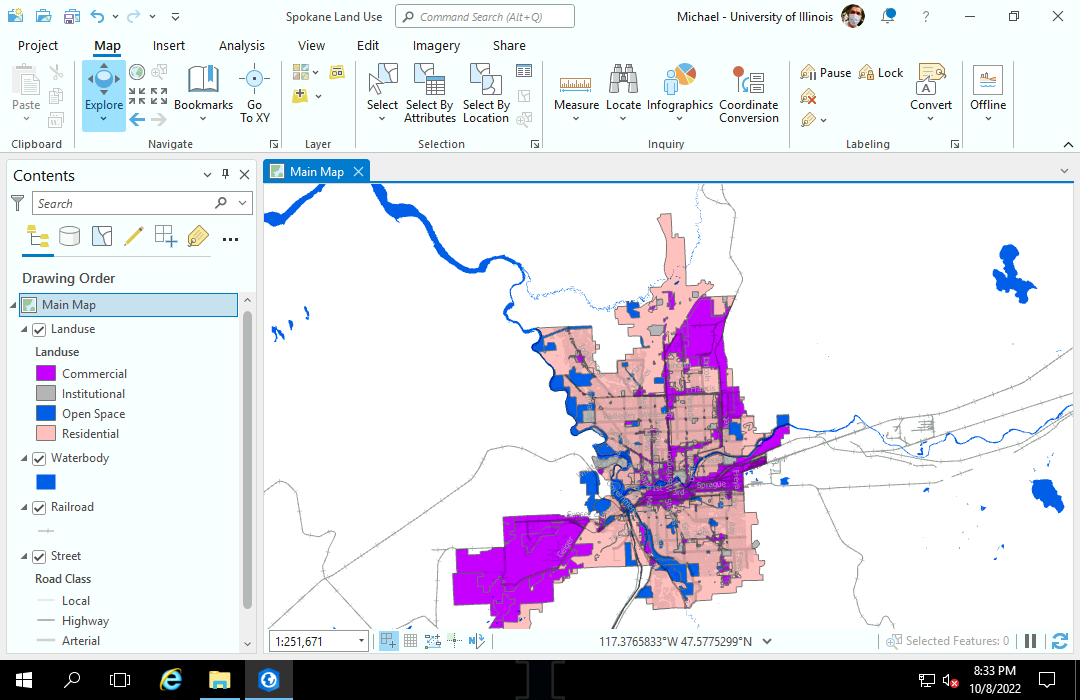 Spokane Land Use
Command Search (Alt+Q)
Michael - University of Illinois
?
Project
Map
Insert
Analysis
View
Edit
Imagery
Share
Paste
Explore
Bookmarks
Go
To XY
Select
Select By
Attributes
Select By
Location
Measure
Locate
Infographics
Coordinate
Conversion
Pause
Lock
Convert
Offline
Clipboard
Navigate
Layer
Selection
Inquiry
Labeling
Contents
Search
Drawing Order
Main Map
Landuse
Landuse
Commercial
Institutional
Open Space
Residential
Waterbody
Railroad
Street
Road Class
Local
Highway
Arterial
Main Map
Sprague
Geiger
1:251,671
117.3765833°W 47.5775299°N
Selected Features: 0
8:33 PM
10/8/2022